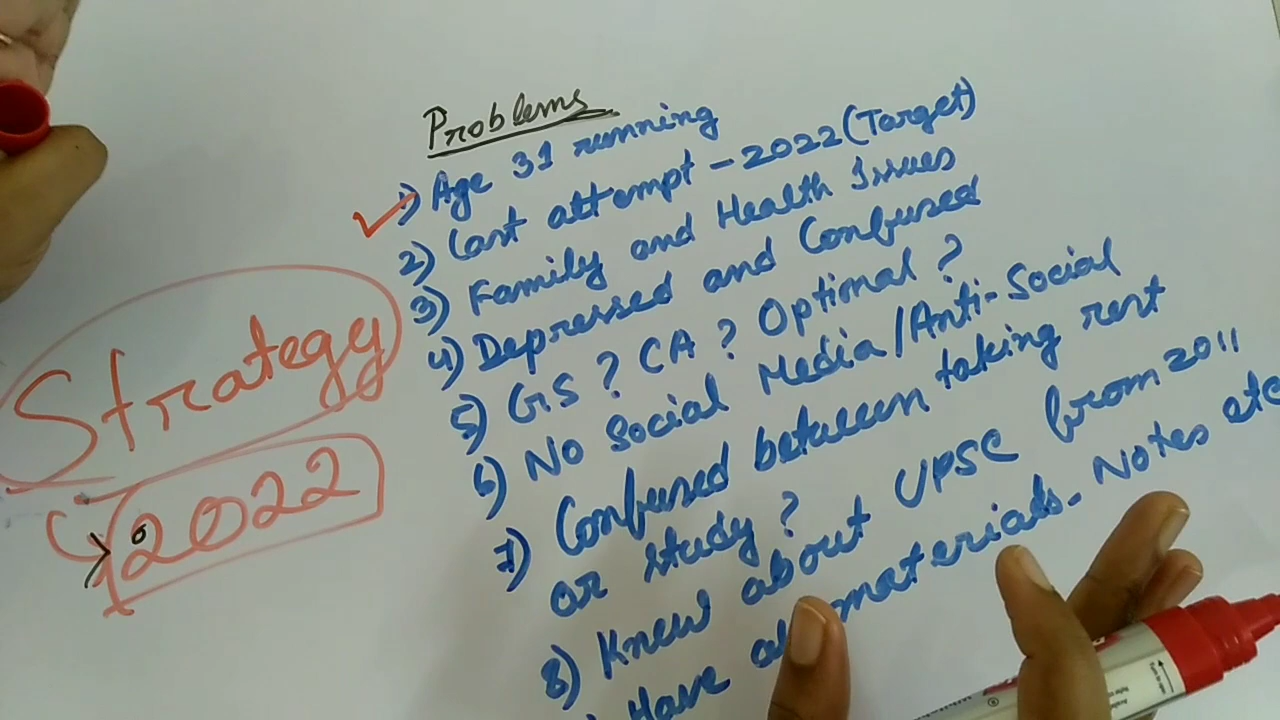 Problems
1) Age 31 running
2) Last attempt - 2022 (Target)
3) Family and Health Issues
4) Depressed and Confused
5) GS ? CA ? Optional ?
6) No Social Media/Anti-Social
7) Confused between taking rest
or study ?
8) Knew about UPSC from 2011
Have materials. Notes etc
Strategy
2022